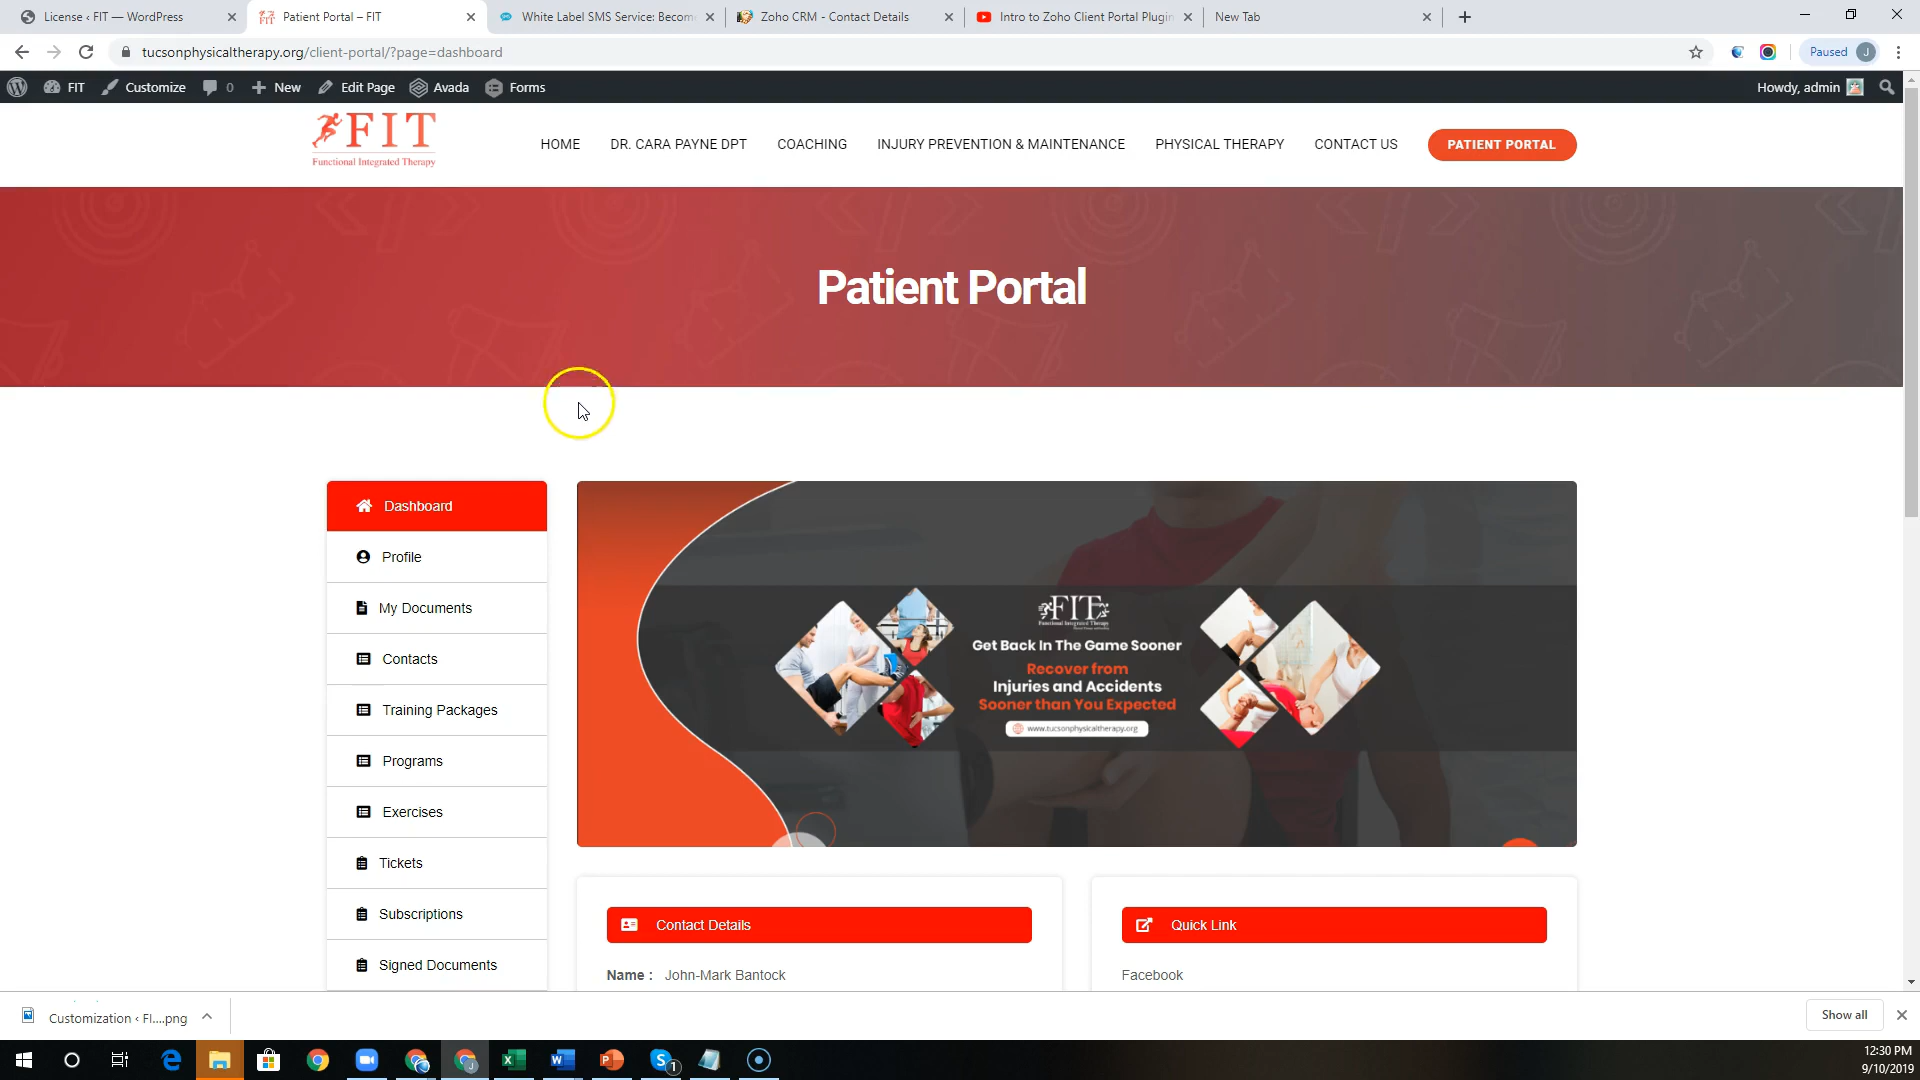 License ‹ FIT — WordPress
Patient Portal – FIT
White Label SMS Service: Becom
Zoho CRM - Contact Details
Intro to Zoho Client Portal Plugin
New Tab
tucsonphysicaltherapy.org/client-portal/?page=dashboard
Paused
J
FIT
Customize
0
New
Edit Page
Avada
Forms
Howdy, admin
FIT
Functional Integrated Therapy
HOME
DR. CARA PAYNE DPT
COACHING
INJURY PREVENTION & MAINTENANCE
PHYSICAL THERAPY
CONTACT US
PATIENT PORTAL
Patient Portal
Dashboard
Profile
My Documents
Contacts
Training Packages
Programs
Exercises
Tickets
Subscriptions
Signed Documents
FIT
Functional Integrated Therapy
Get Back In The Game Sooner
Recover from
Injuries and Accidents
Sooner than You Expected
www.tucsonphysicaltherapy.org
Contact Details
Name : John-Mark Bantock
Quick Link
Facebook
Customization ‹ FI....png
Show all
12:30 PM
9/10/2019